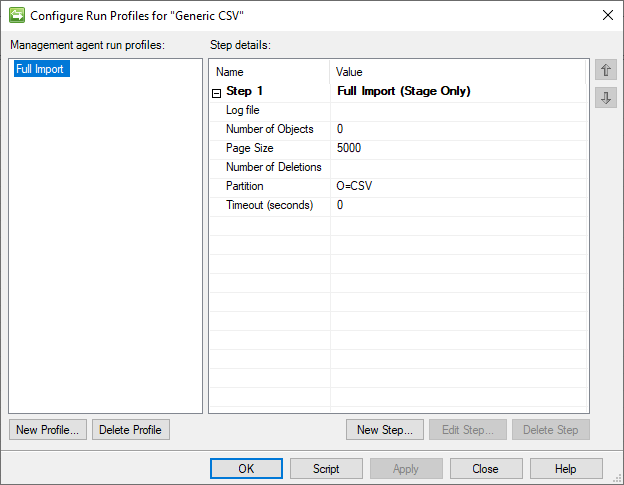 Configure Run Profiles for "Generic CSV"
Management agent run profiles:
Step details:
Full Import
Name Value
Step 1 Full Import (Stage Only)
Log file
Number of Objects 0
Page Size 5000
Number of Deletions
Partition O=CSV
Timeout (seconds) 0
New Profile... Delete Profile New Step... Edit Step... Delete Step
OK Script Apply Close Help